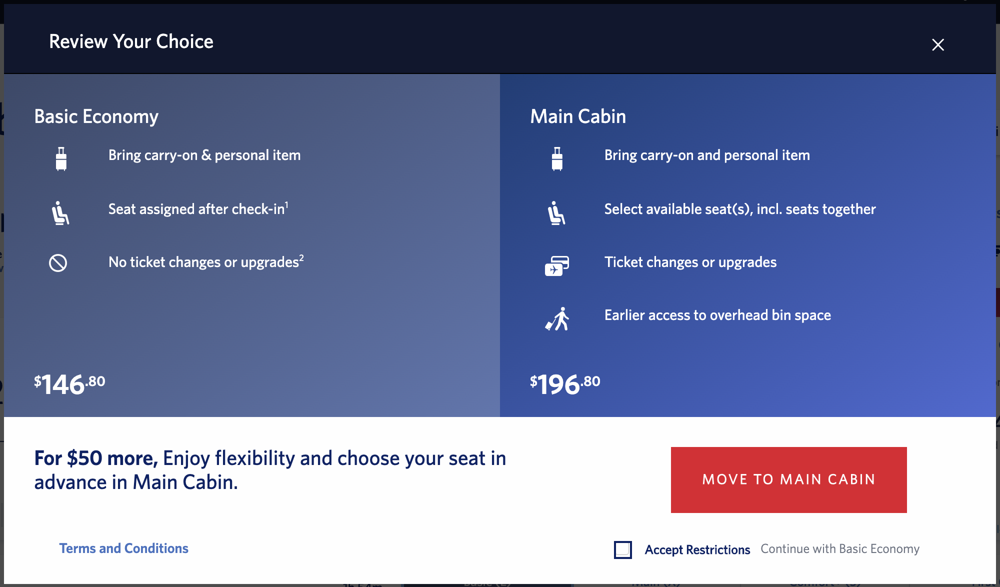 Review Your Choice
Basic Economy
Bring carry-on & personal item
Seat assigned after check-in¹
No ticket changes or upgrades²
$146.80
Main Cabin
Bring carry-on and personal item
Select available seat(s), incl. seats together
Ticket changes or upgrades
Earlier access to overhead bin space
$196.80
For $50 more, Enjoy flexibility and choose your seat in
advance in Main Cabin.
MOVE TO MAIN CABIN
Terms and Conditions
Accept Restrictions
Continue with Basic Economy